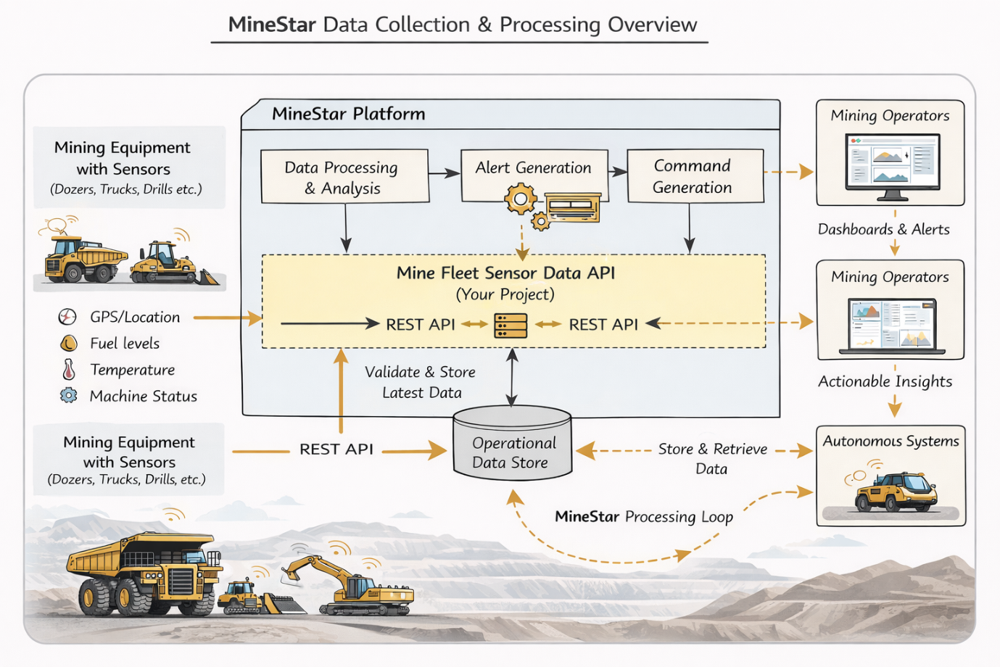 MineStar Data Collection & Processing Overview
MineStar Platform
Mining Equipment
with Sensors
(Dozers, Trucks, Drills etc.)
GPS/Location
Fuel levels
Temperature
Machine Status
Mining Equipment
with Sensors
(Dozers, Trucks, Drills, etc.)
Data Processing
& Analysis
Alert Generation
Command
Generation
Mine Fleet Sensor Data API
(Your Project)
REST API
REST API
Validate & Store
Latest Data
REST API
Operational
Data Store
Store & Retrieve
Data
MineStar Processing Loop
Mining Operators
Dashboards & Alerts
Mining Operators
Actionable Insights
Autonomous Systems